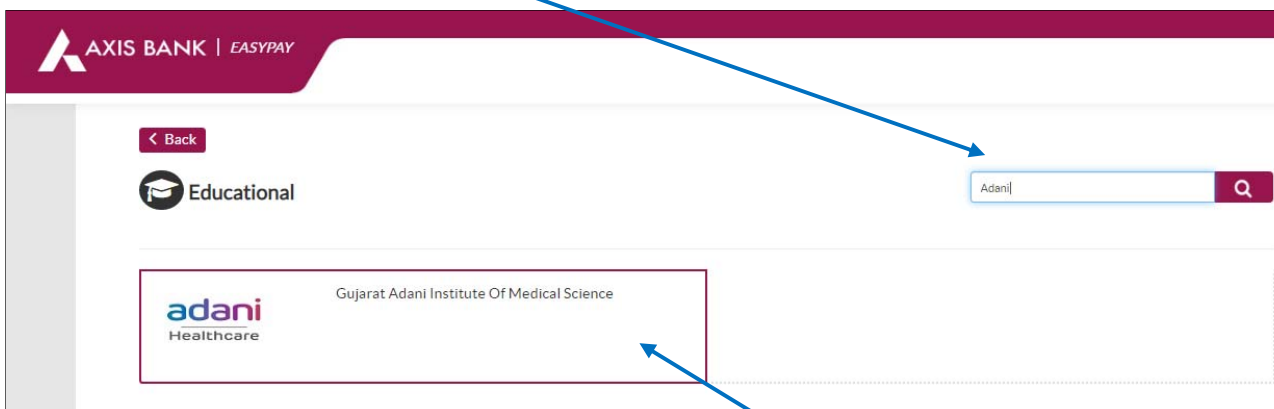 AXIS BANK | EASYPAY
< Back
Educational
Adani
adani
Healthcare
Gujarat Adani Institute Of Medical Science